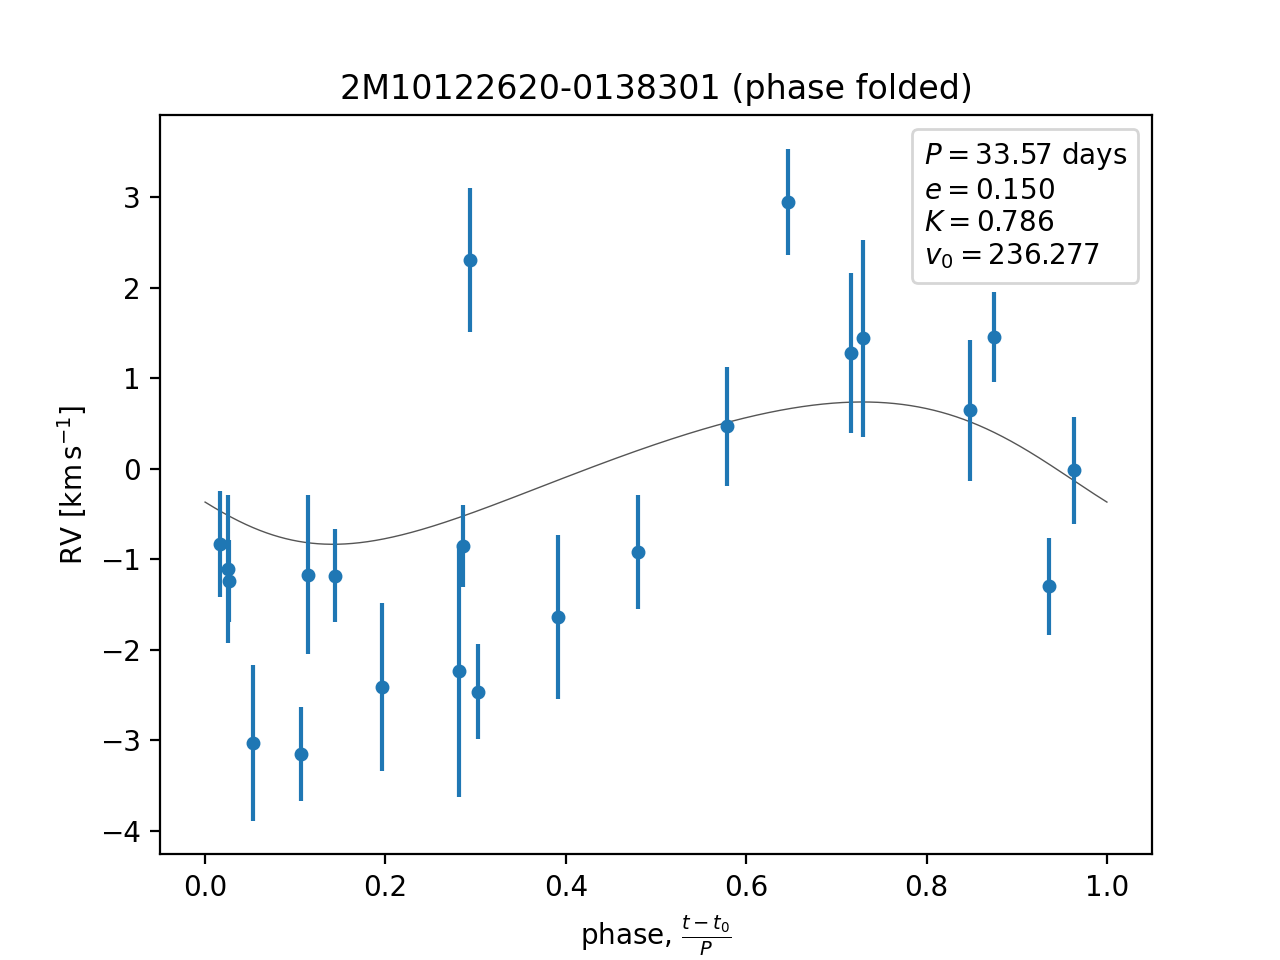 2M10122620-0138301 (phase folded)
P = 33.57 days
e = 0.150
K = 0.786
v₀ = 236.277
RV [km s⁻¹]
3
2
1
0
−1
−2
−3
−4
0.0 0.2 0.4 0.6 0.8 1.0
phase, (t − t₀)/P